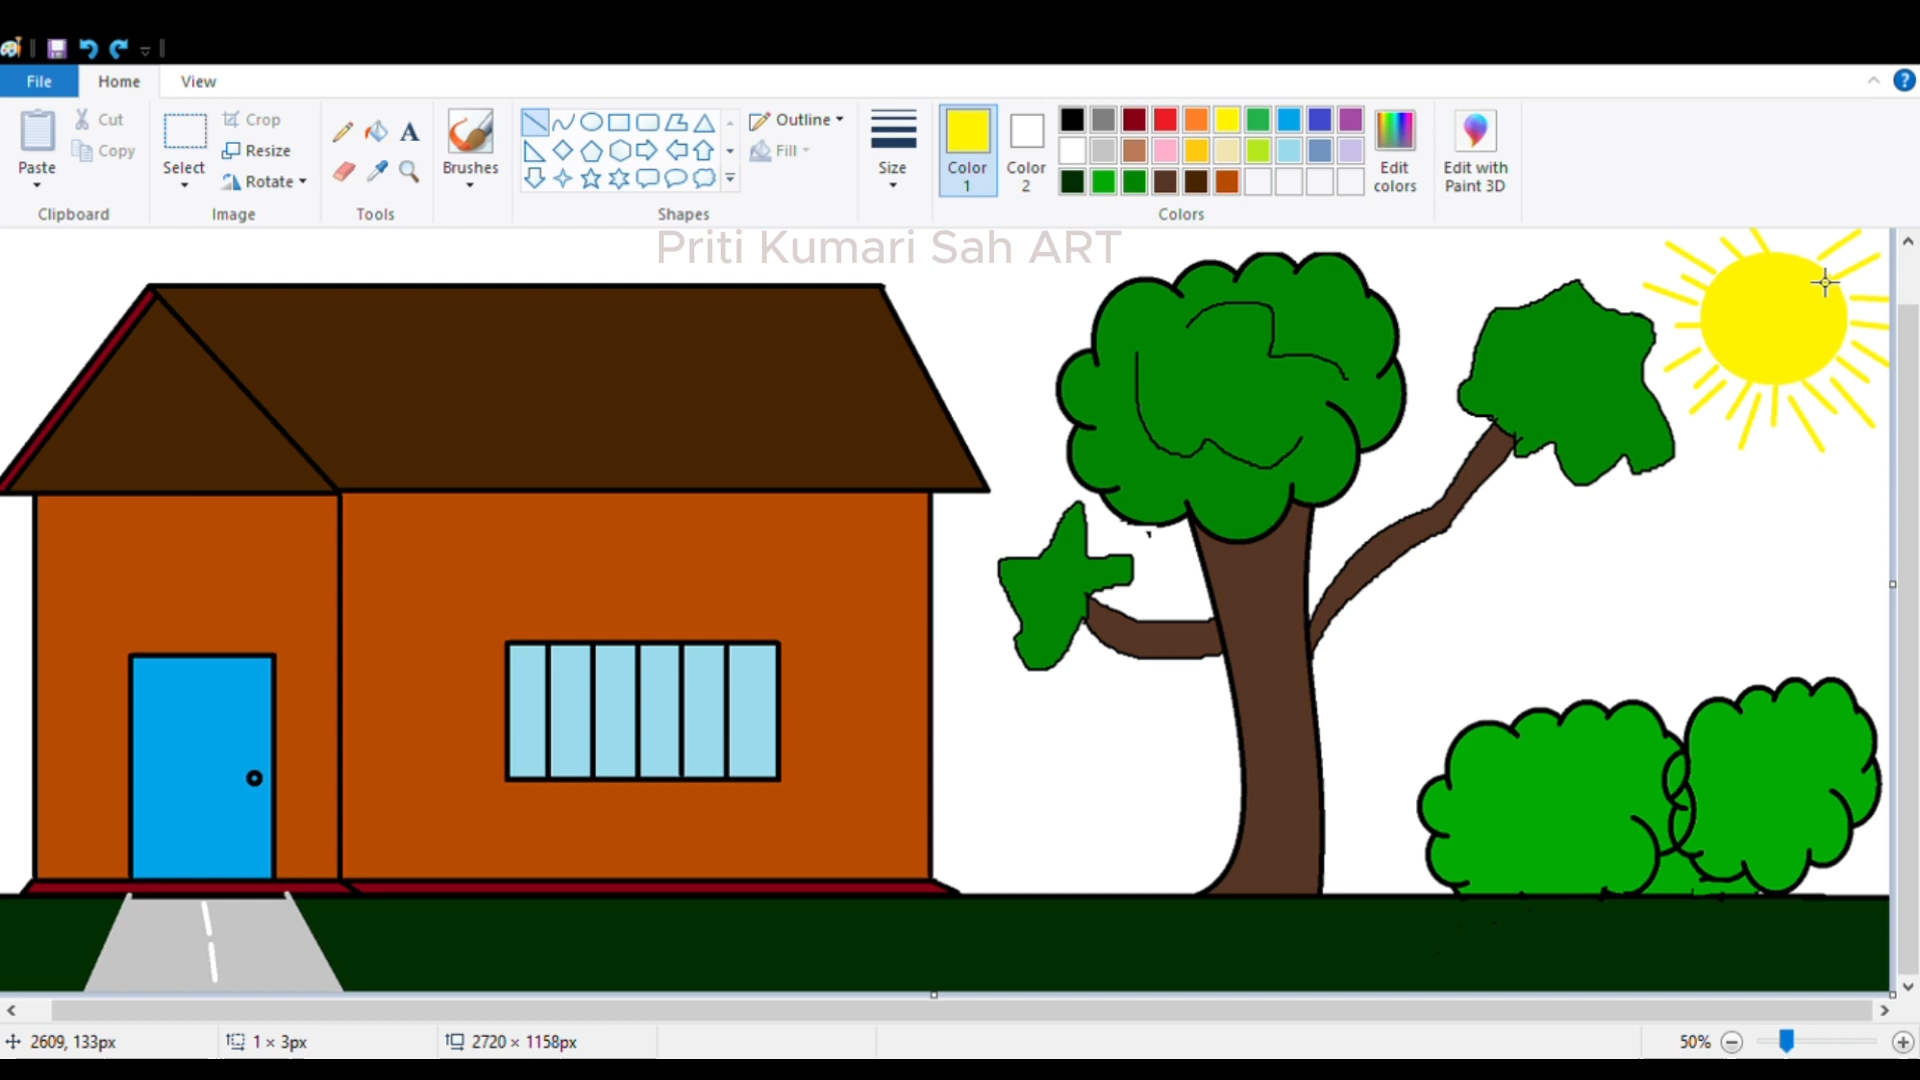 File Home View
Paste
Cut
Copy
Clipboard
Select
Crop
Resize
Rotate
Image
A
Tools
Brushes
Shapes
Outline
Fill
Size
Color
1
Color
2
Edit
colors
Colors
Edit with
Paint 3D
?
Priti Kumari Sah ART
2609, 133px 1 × 3px 2720 × 1158px 50%